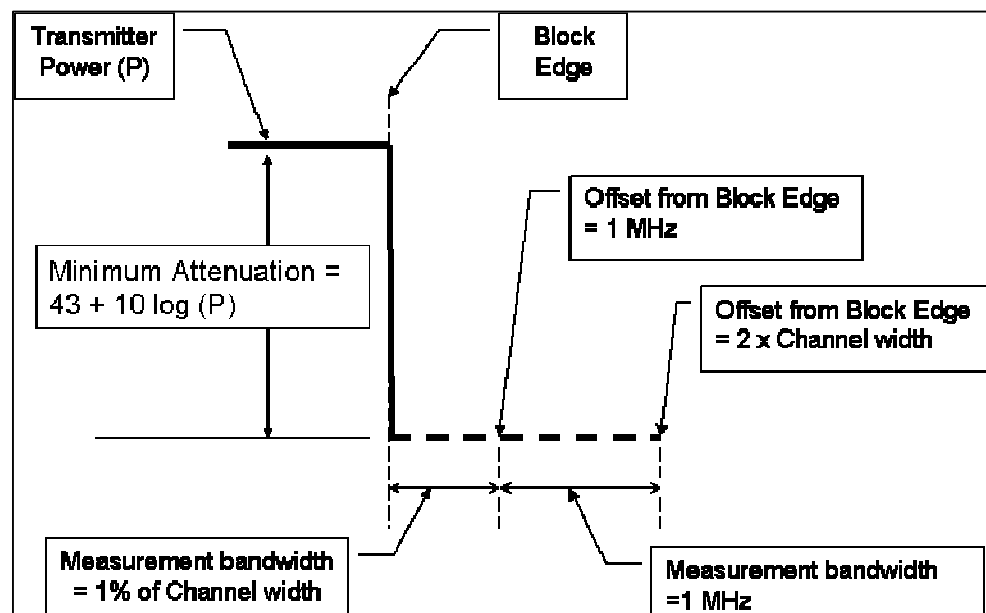 Transmitter
Power (P)
Block
Edge
Offset from Block Edge
= 1 MHz
Minimum Attenuation =
43 + 10 log (P)
Offset from Block Edge
= 2 x Channel width
Measurement bandwidth
= 1% of Channel width
Measurement bandwidth
=1 MHz